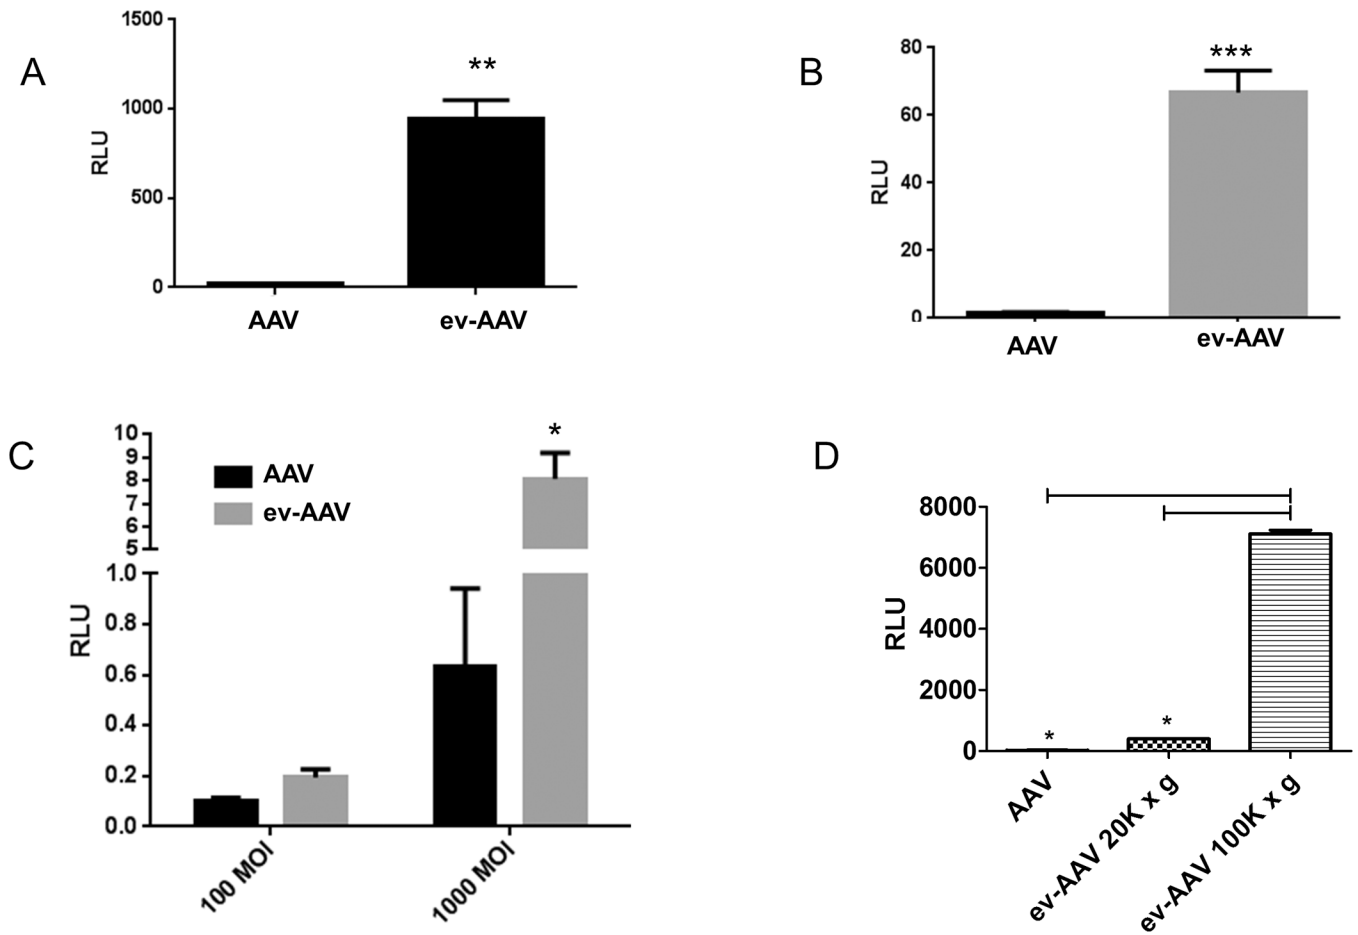 A
1500
1000
500
0
RLU
**
AAV
ev-AAV
B
80
60
40
20
0
RLU
***
AAV
ev-AAV
C
10
9
8
7
6
5
1.0
0.8
0.6
0.4
0.2
0.0
RLU
AAV
ev-AAV
*
100 MOI
1000 MOI
D
8000
6000
4000
2000
0
RLU
*
*
AAV
ev-AAV 20K x g
ev-AAV 100K x g